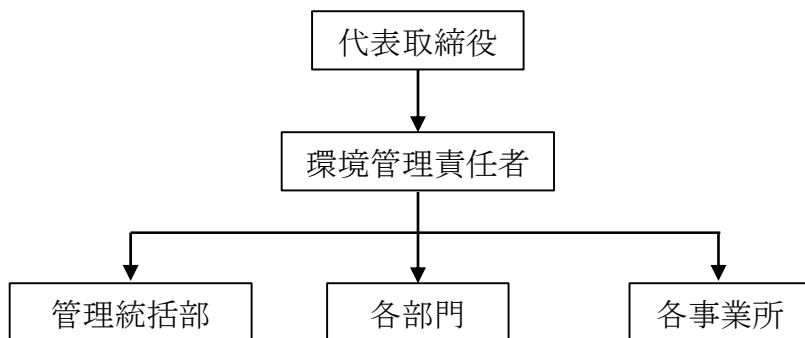 代表取締役
環境管理責任者
管理統括部
各部門
各事業所